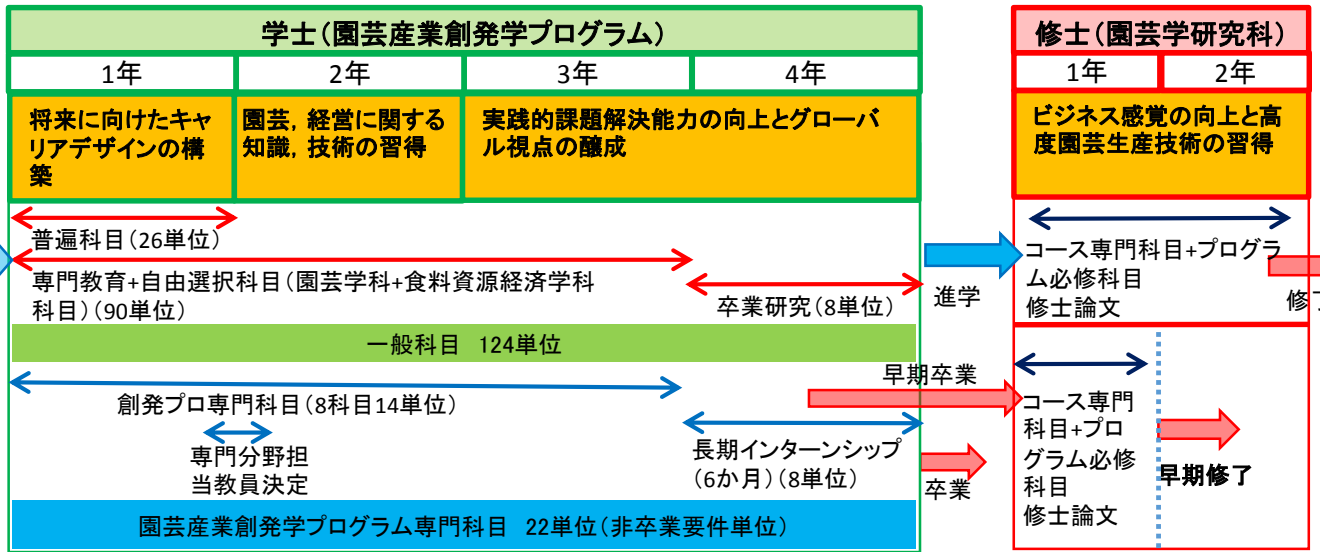 学士(園芸産業創発学プログラム)
1年
2年
3年
4年
将来に向けたキャ
リアデザインの構
築
園芸, 経営に関する
知識, 技術の習得
実践的課題解決能力の向上とグローバ
ル視点の醸成
普遍科目(26単位)
専門教育+自由選択科目(園芸学科+食料資源経済学科
科目)(90単位)
卒業研究(8単位)
一般科目 124単位
創発プロ専門科目(8科目14単位)
専門分野担
当教員決定
長期インターンシップ
(6か月)(8単位)
園芸産業創発学プログラム専門科目 22単位(非卒業要件単位)
進学
早期卒業
卒業
修士(園芸学研究科)
1年
2年
ビジネス感覚の向上と高
度園芸生産技術の習得
コース専門科目+プログラ
ム必修科目
修士論文
修
コース専門
科目+プロ
グラム必修
科目
修士論文
早期修了